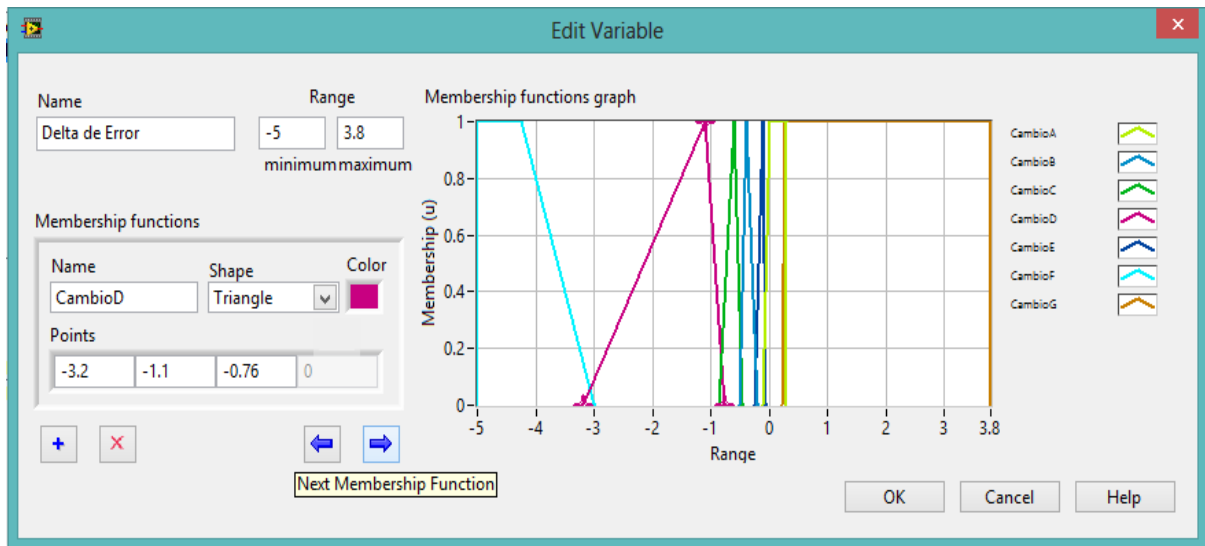 Edit Variable
Name
Range
Delta de Error
-5
3.8
minimum maximum
Membership functions
Name
Shape
Color
CambioD
Triangle
Points
-3.2
-1.1
-0.76
0
Next Membership Function
Membership functions graph
Membership (u)
1
0.8
0.6
0.4
0.2
0
-5
-4
-3
-2
-1
0
1
2
3
3.8
Range
CambioA
CambioB
CambioC
CambioD
CambioE
CambioF
CambioG
OK
Cancel
Help